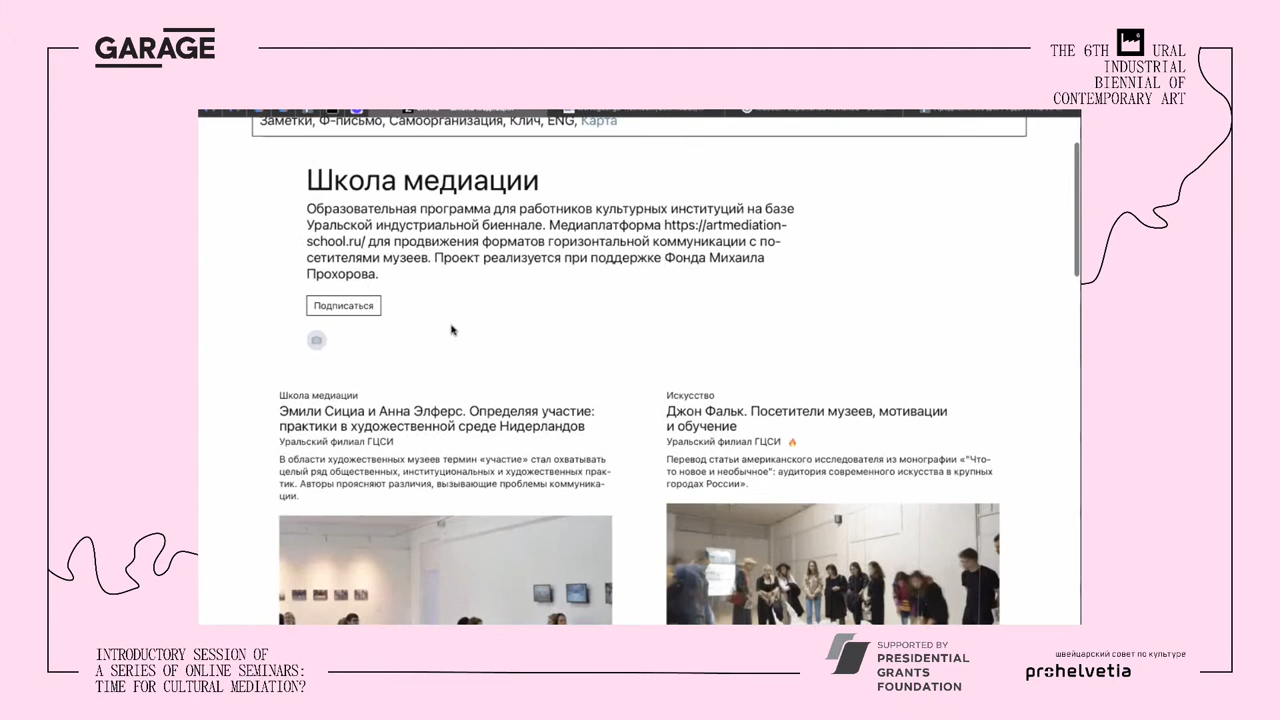 GARAGE
THE 6TH URAL
INDUSTRIAL
BIENNIAL OF
CONTEMPORARY ART
Заметки, Ф-письмо, Самоорганизация, Клич, ENG, Карта
Школа медиации
Образовательная программа для работников культурных институций на базе
Уральской индустриальной биеннале. Медиаплатформа https://artmediation-
school.ru/ для продвижения форматов горизонтальной коммуникации с по-
сетителями музеев. Проект реализуется при поддержке Фонда Михаила
Прохорова.
Подписаться
Школа медиации
Эмили Сициа и Анна Элферс. Определяя участие:
практики в художественной среде Нидерландов
Уральский филиал ГЦСИ
В области художественных музеев термин «участие» стал охватывать
целый ряд общественных, институциональных и художественных прак-
тик. Авторы проясняют различия, вызывающие проблемы коммуника-
ции.
Искусство
Джон Фальк. Посетители музеев, мотивации
и обучение
Уральский филиал ГЦСИ
Перевод статьи американского исследователя из монографии «"Что-
то новое и необычное": аудитория современного искусства в крупных
городах России».
INTRODUCTORY SESSION OF
A SERIES OF ONLINE SEMINARS:
TIME FOR CULTURAL MEDIATION?
SUPPORTED BY
PRESIDENTIAL
GRANTS
FOUNDATION
швейцарский совет по культуре
prohelvetia